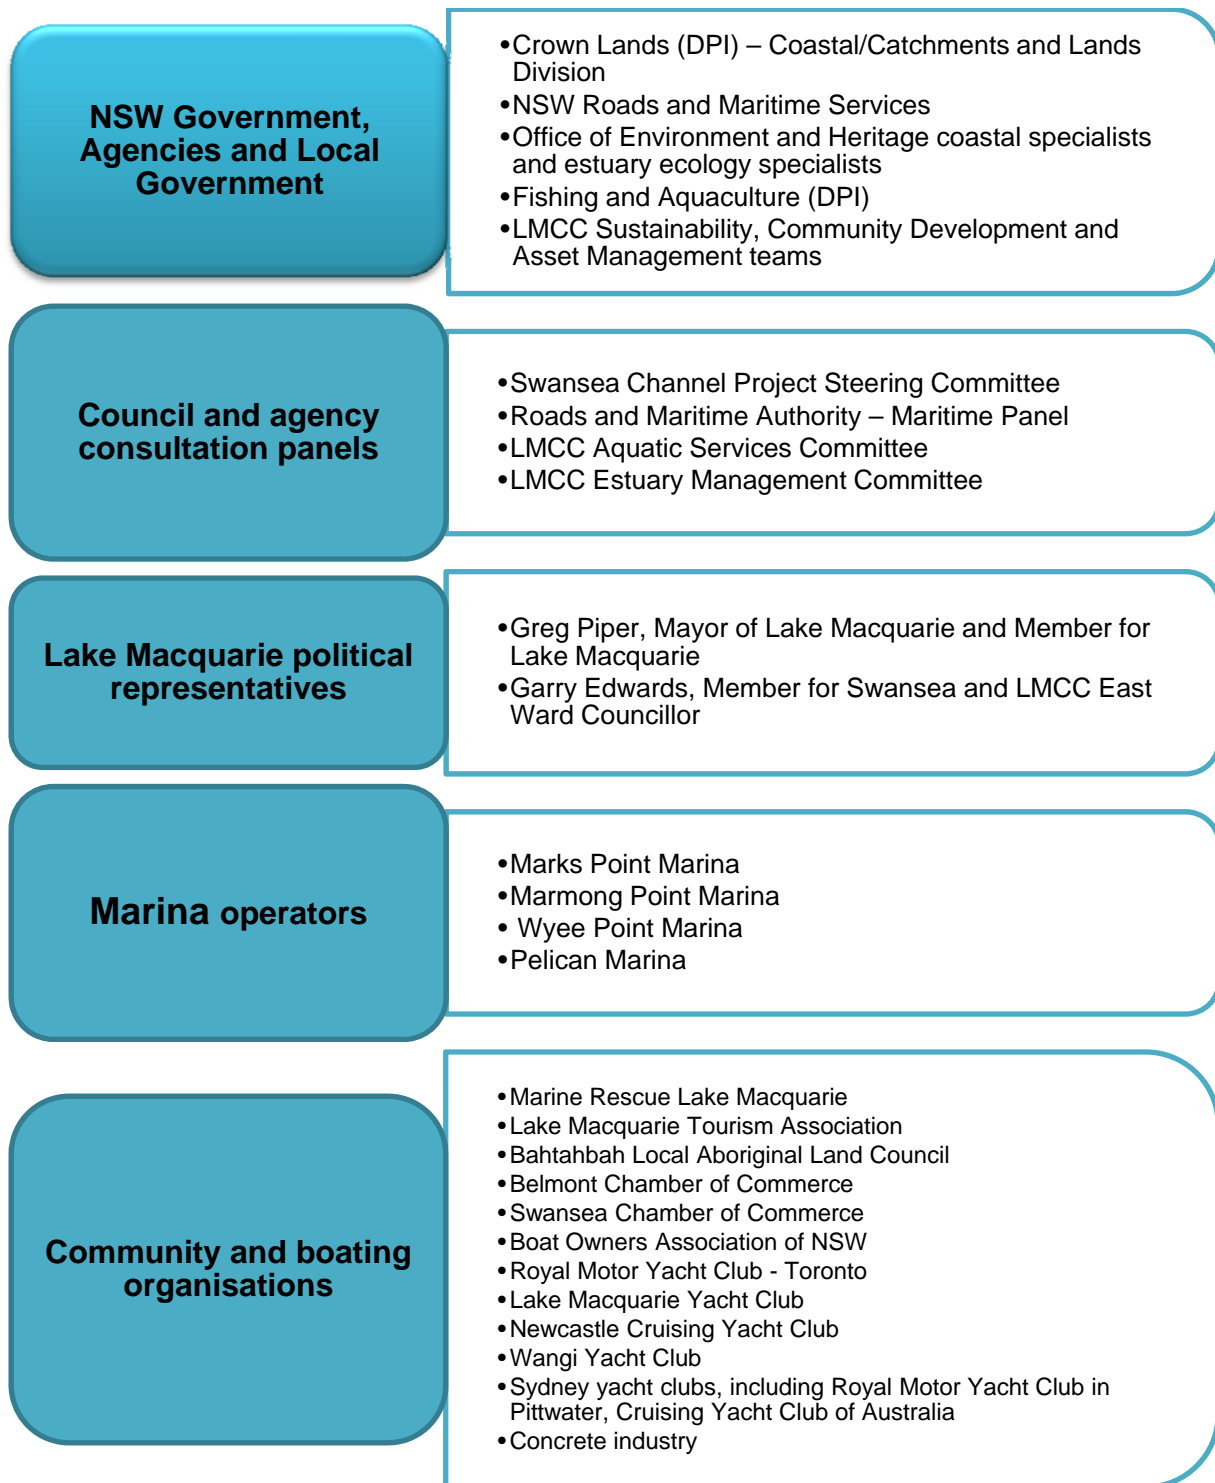 NSW Government,
Agencies and Local
Government
•Crown Lands (DPI) – Coastal/Catchments and Lands
Division
•NSW Roads and Maritime Services
•Office of Environment and Heritage coastal specialists
and estuary ecology specialists
•Fishing and Aquaculture (DPI)
•LMCC Sustainability, Community Development and
Asset Management teams
Council and agency
consultation panels
•Swansea Channel Project Steering Committee
•Roads and Maritime Authority – Maritime Panel
•LMCC Aquatic Services Committee
•LMCC Estuary Management Committee
Lake Macquarie political
representatives
•Greg Piper, Mayor of Lake Macquarie and Member for
Lake Macquarie
•Garry Edwards, Member for Swansea and LMCC East
Ward Councillor
Marina operators
•Marks Point Marina
•Marmong Point Marina
• Wyee Point Marina
•Pelican Marina
Community and boating
organisations
•Marine Rescue Lake Macquarie
•Lake Macquarie Tourism Association
•Bahtahbah Local Aboriginal Land Council
•Belmont Chamber of Commerce
•Swansea Chamber of Commerce
•Boat Owners Association of NSW
•Royal Motor Yacht Club - Toronto
•Lake Macquarie Yacht Club
•Newcastle Cruising Yacht Club
•Wangi Yacht Club
•Sydney yacht clubs, including Royal Motor Yacht Club in
Pittwater, Cruising Yacht Club of Australia
•Concrete industry